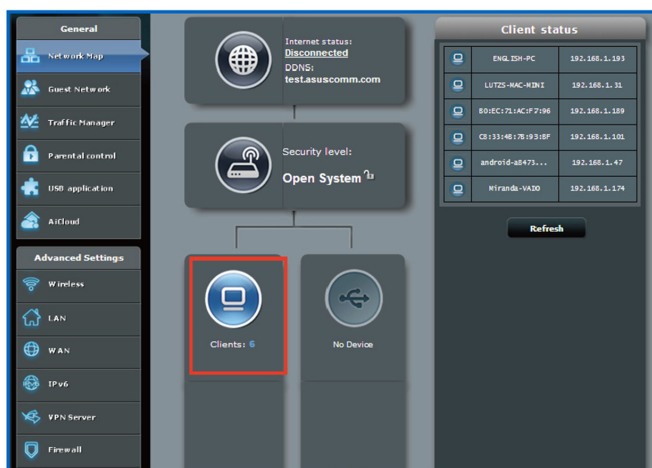 General
Network Map
Guest Network
Traffic Manager
Parental control
USB application
AiCloud
Advanced Settings
Wireless
LAN
WAN
IPv6
VPN Server
Firewall
Internet status:
Disconnected
DDNS:
test.asuscomm.com
Security level:
Open System
Clients: 6
No Device
Client status
ENGLISH-PC 192.168.1.193
LUTZS-MAC-MINI 192.168.1.31
80:EC:71:AC:F7:96 192.168.1.189
C8:33:48:78:93:BF 192.168.1.101
android-a8473... 192.168.1.47
Miranda-VAIO 192.168.1.174
Refresh